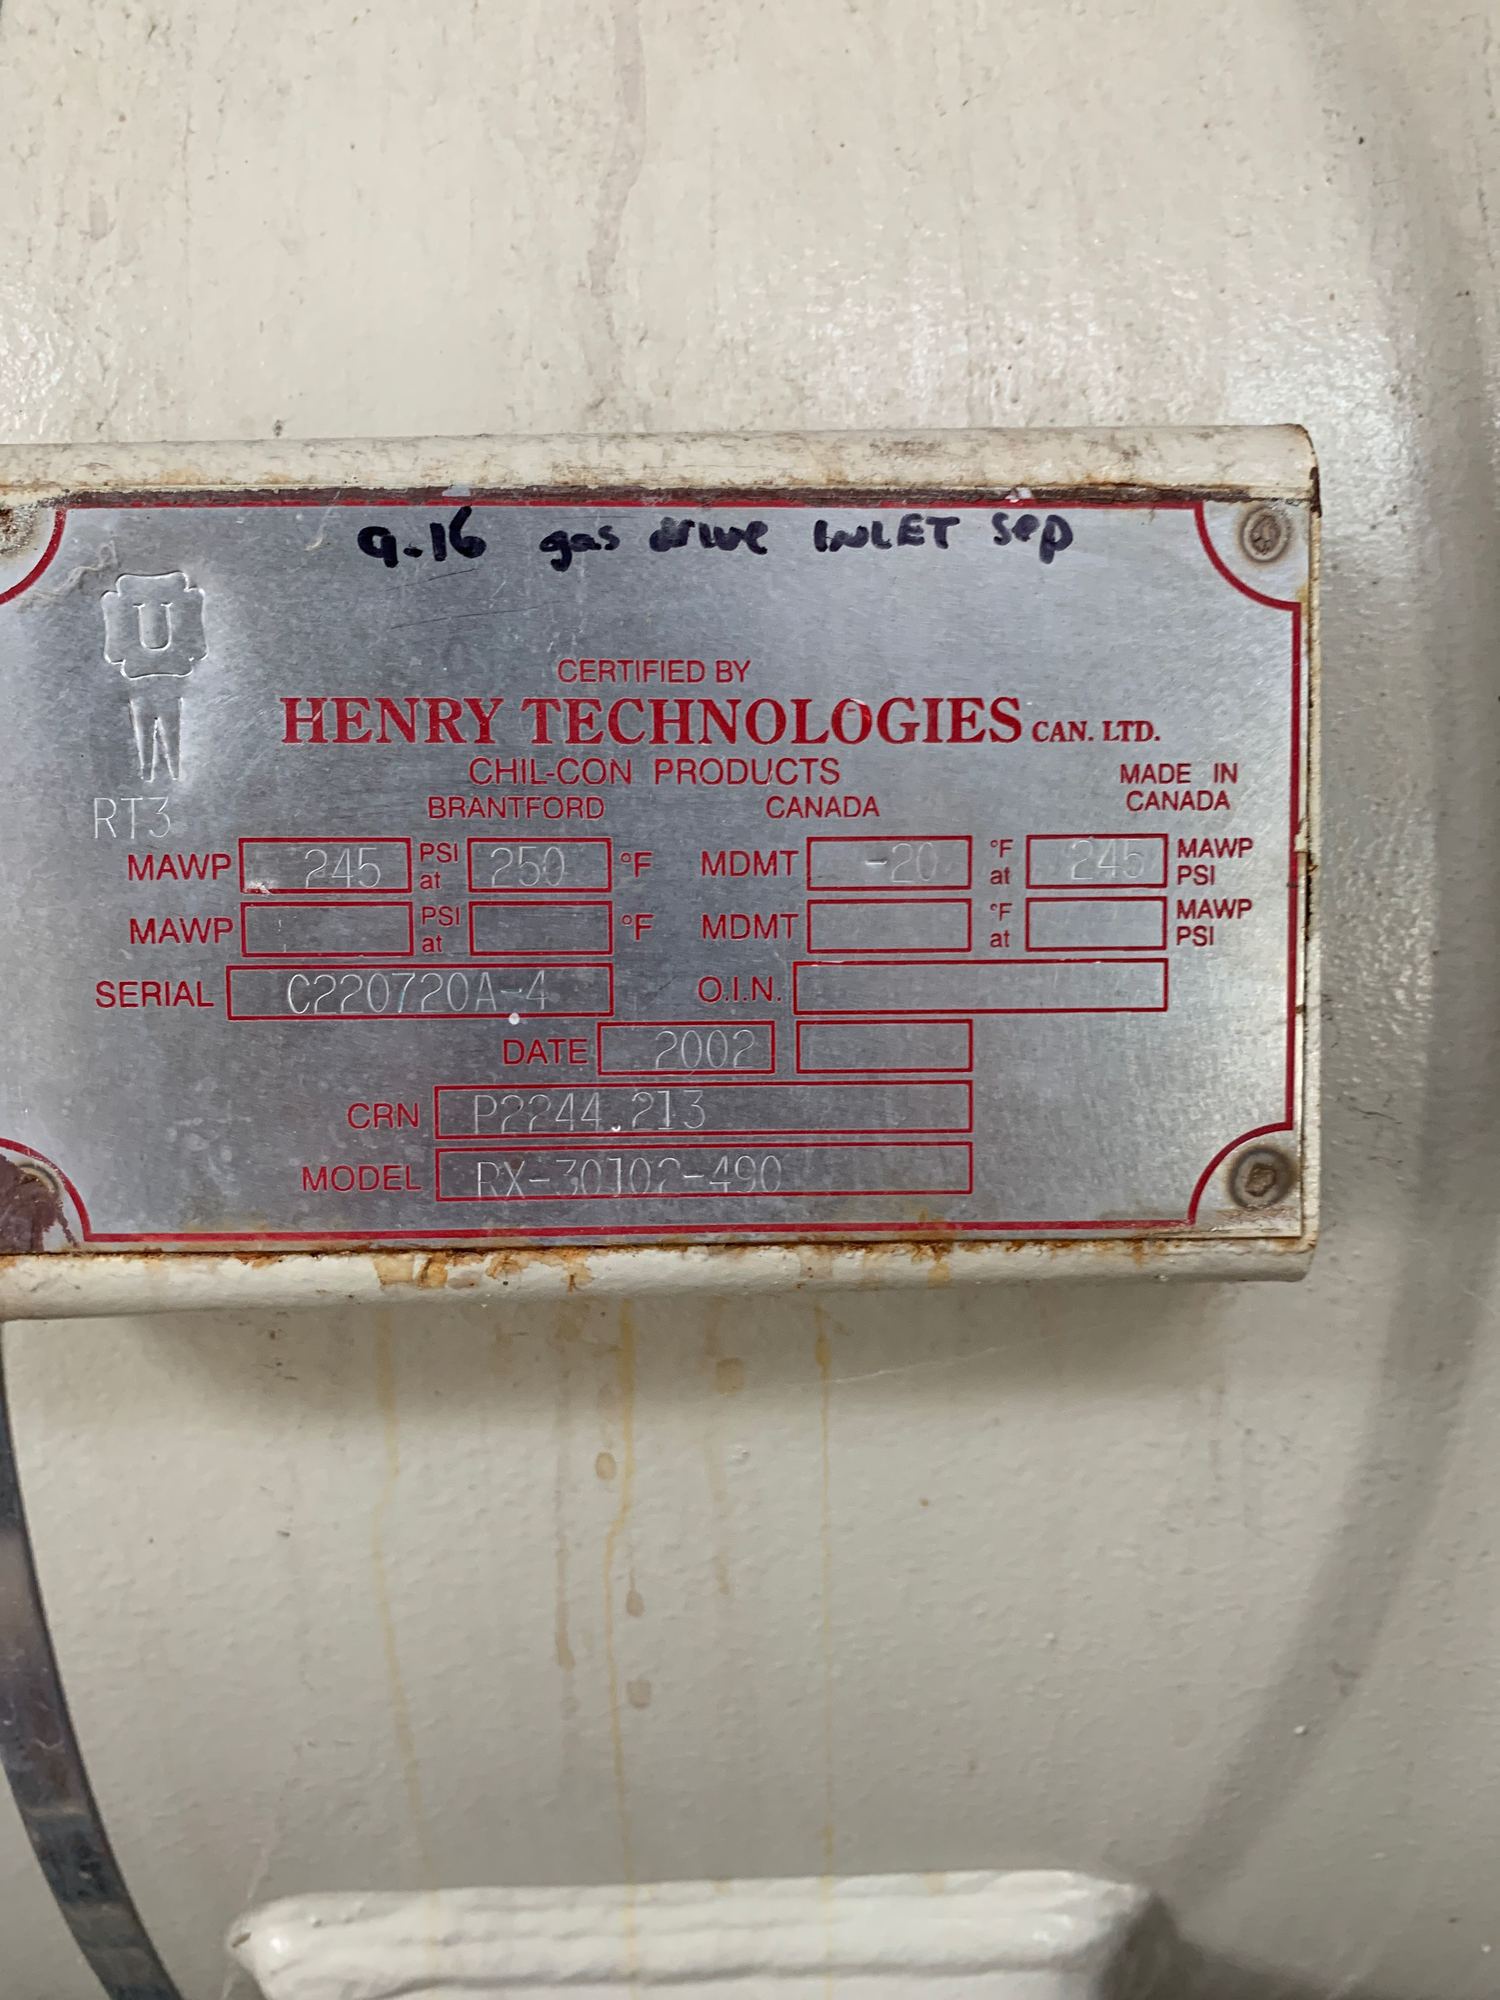 9-16 gas drive INLET sep
U
W
RT3
CERTIFIED BY
HENRY TECHNOLOGIES CAN. LTD.
CHIL-CON PRODUCTS
BRANTFORD CANADA
MADE IN
CANADA
MAWP 245 PSI at 250 °F MDMT -20 °F at 245 MAWP PSI
MAWP PSI at °F MDMT °F at MAWP PSI
SERIAL C220720A-4 O.I.N.
DATE 2002
CRN P2244.213
MODEL RX-30102-490